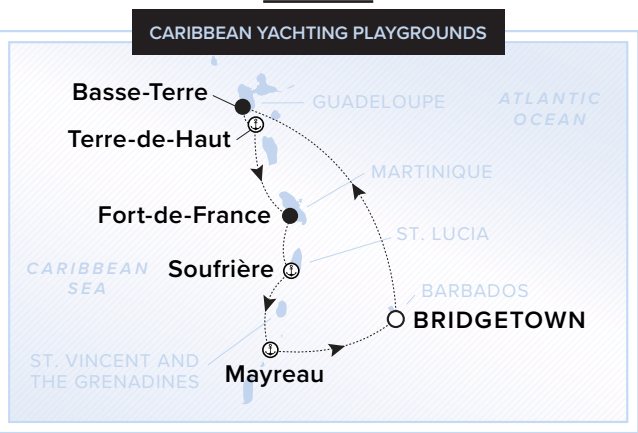 CARIBBEAN YACHTING PLAYGROUNDS
Basse-Terre
GUADELOUPE
ATLANTIC
OCEAN
Terre-de-Haut
MARTINIQUE
Fort-de-France
ST. LUCIA
CARIBBEAN
SEA
Soufrière
BARBADOS
BRIDGETOWN
ST. VINCENT AND
THE GRENADINES
Mayreau